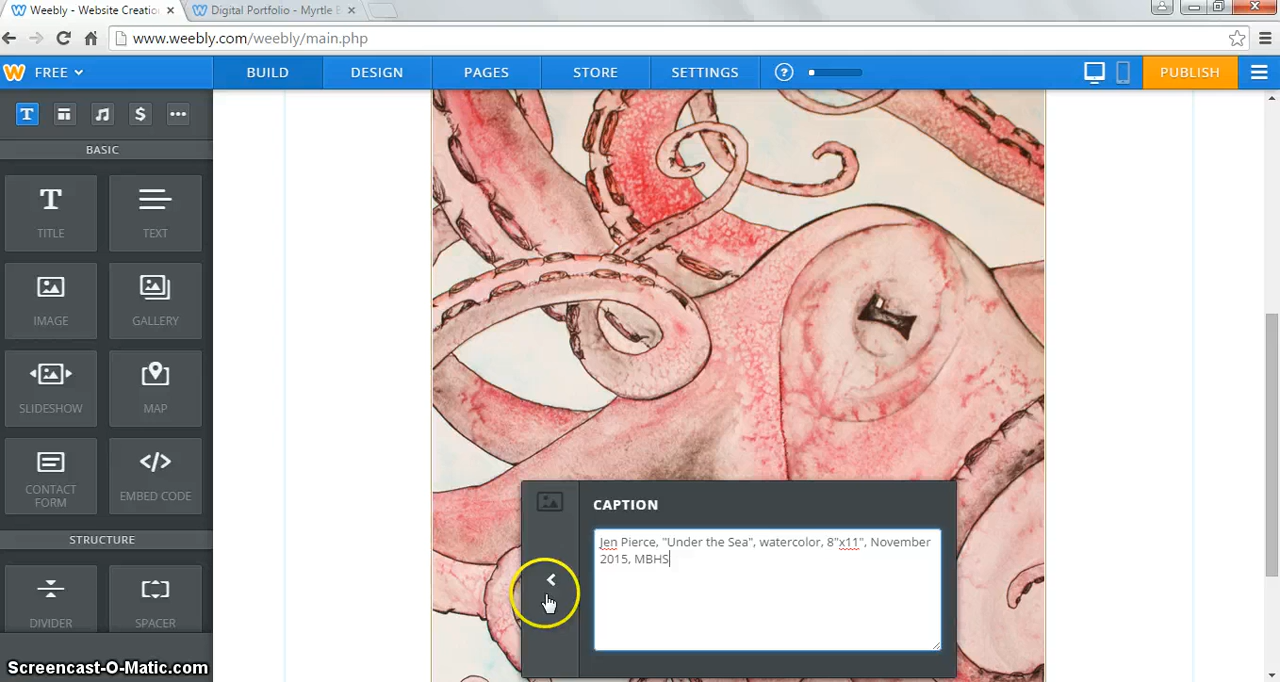 Weebly - Website Creatio
Digital Portfolio - Myrtle
www.weebly.com/weebly/main.php
FREE
BUILD
DESIGN
PAGES
STORE
SETTINGS
?
PUBLISH
T
$
BASIC
T
TITLE
TEXT
IMAGE
GALLERY
SLIDESHOW
MAP
CONTACT
FORM
</>
EMBED CODE
STRUCTURE
DIVIDER
SPACER
CAPTION
Jen Pierce, "Under the Sea", watercolor, 8"x11", November
2015, MBHS
Screencast-O-Matic.com